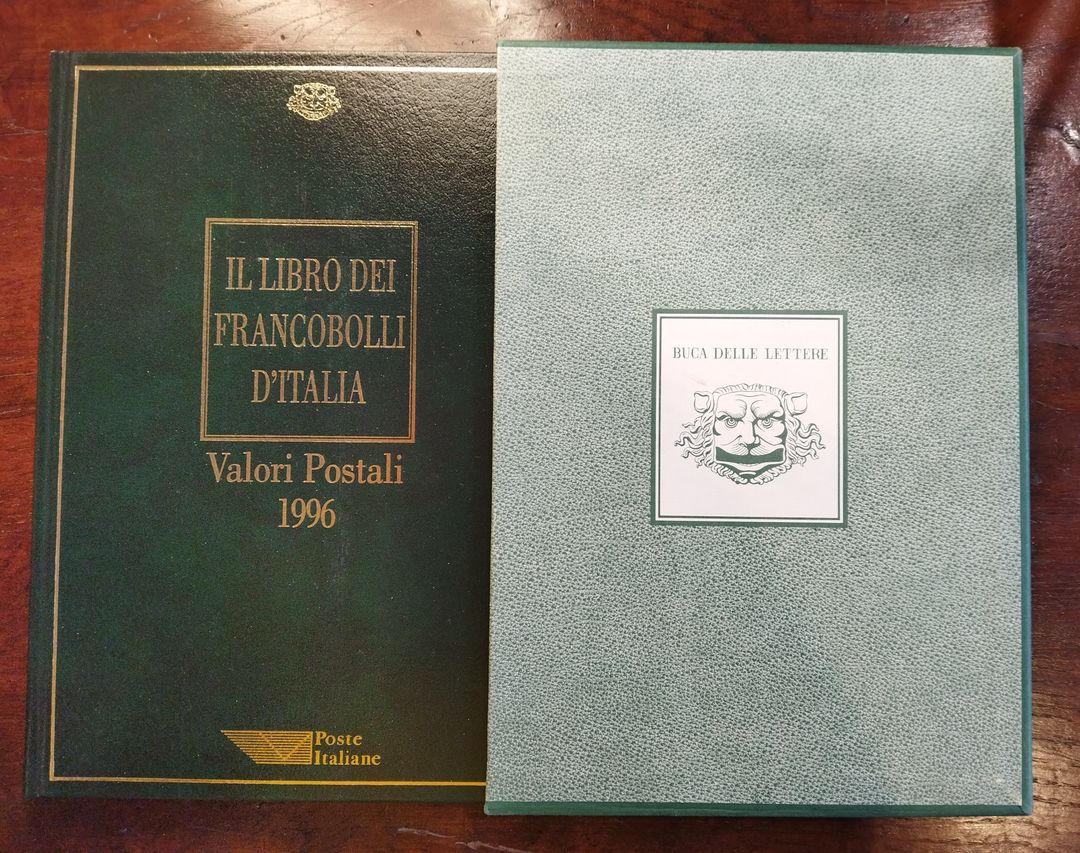 IL LIBRO DEI
FRANCOBOLLI
D'ITALIA
Valori Postali
1996
Poste
Italiane
BUCA DELLE LETTERE